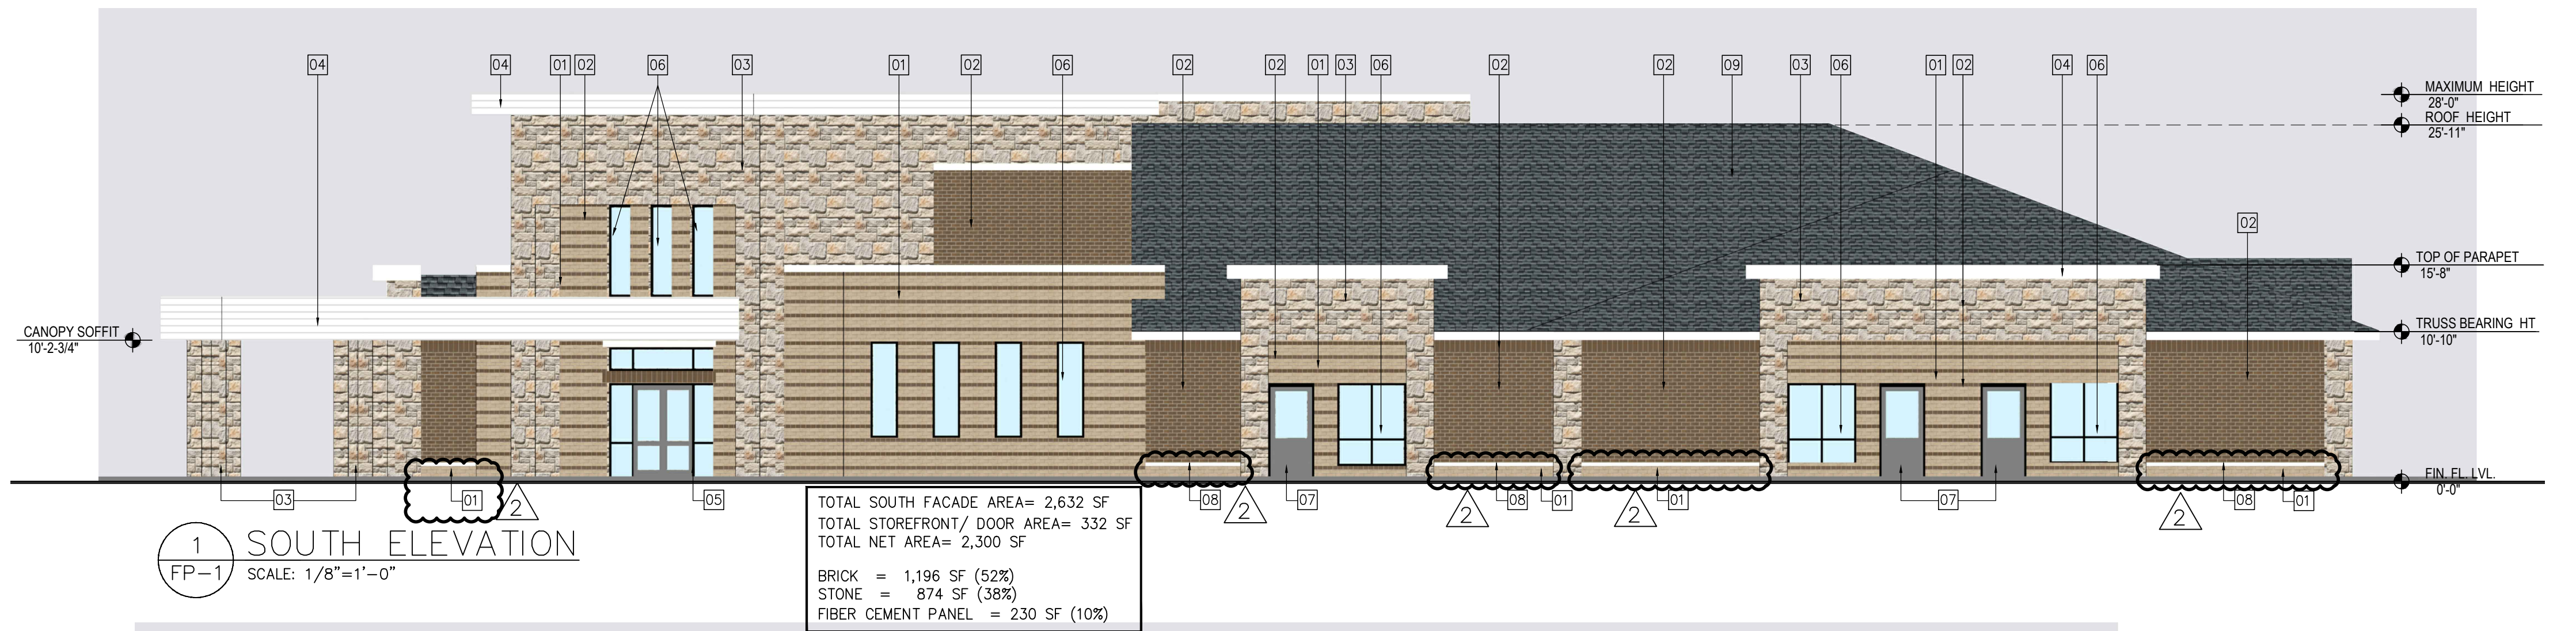 04 04 01 02 06 03 01 02 06 02 02 01 03 06 02 02 09 03 06 01 02 04 06
MAXIMUM HEIGHT
28'-0"
ROOF HEIGHT
25'-11"
02
TOP OF PARAPET
15'-8"
CANOPY SOFFIT
10'-2-3/4"
TRUSS BEARING HT
10'-10"
FIN. FL. LVL.
0'-0"
03 01 2 05 08 2 07 08 01 2 01 2 07 08 01 2
1
FP-1
SOUTH ELEVATION
SCALE: 1/8"=1'-0"
TOTAL SOUTH FACADE AREA= 2,632 SF
TOTAL STOREFRONT/ DOOR AREA= 332 SF
TOTAL NET AREA= 2,300 SF
BRICK = 1,196 SF (52%)
STONE = 874 SF (38%)
FIBER CEMENT PANEL = 230 SF (10%)